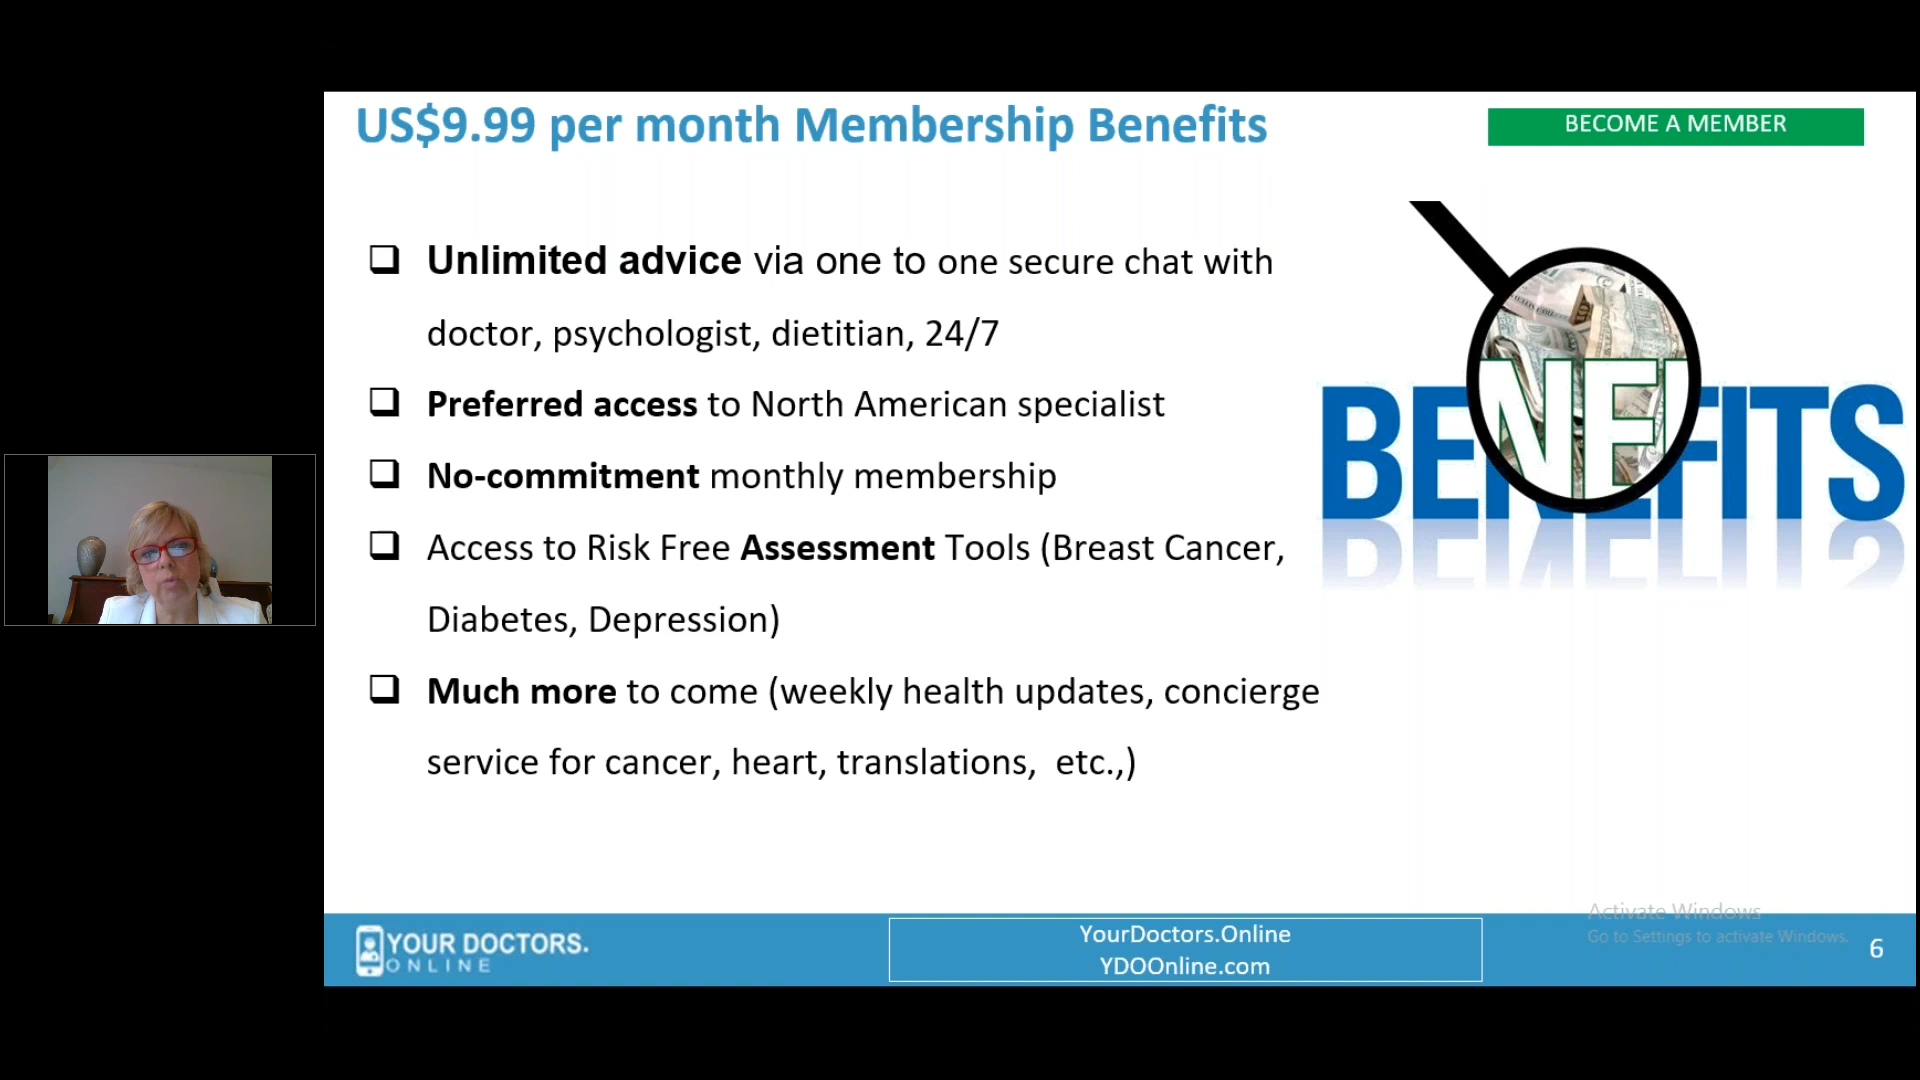 US$9.99 per month Membership Benefits
BECOME A MEMBER
Unlimited advice via one to one secure chat with
doctor, psychologist, dietitian, 24/7
Preferred access to North American specialist
No-commitment monthly membership
Access to Risk Free Assessment Tools (Breast Cancer,
Diabetes, Depression)
Much more to come (weekly health updates, concierge
service for cancer, heart, translations,  etc.,)
BENEFITS
YOUR DOCTORS.
ONLINE
YourDoctors.Online
YDOOnline.com
Activate Windows
Go to Settings to activate Windows.
6